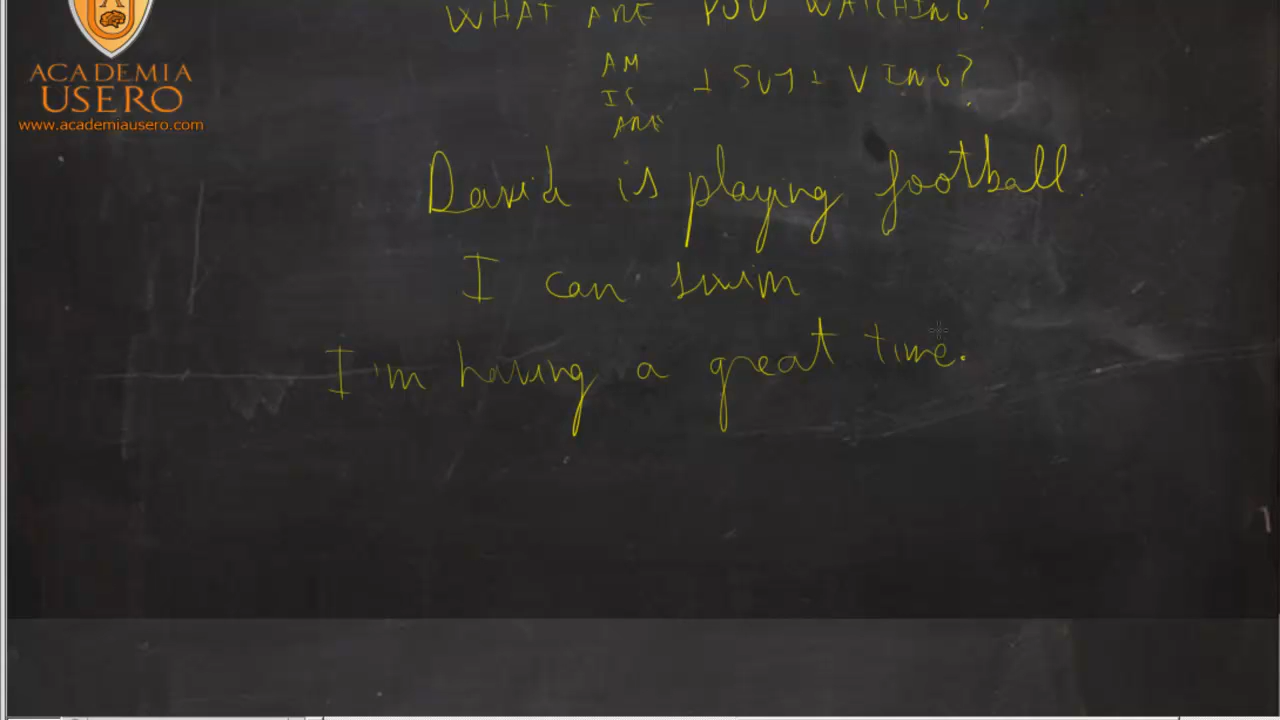 WHAT ARE YOU WATCHING?
ACADEMIA
USERO
www.academiausero.com
AM
IS
ARE
+ SUJ + V ING?
David is playing football.
I can swim
I'm having a great time.